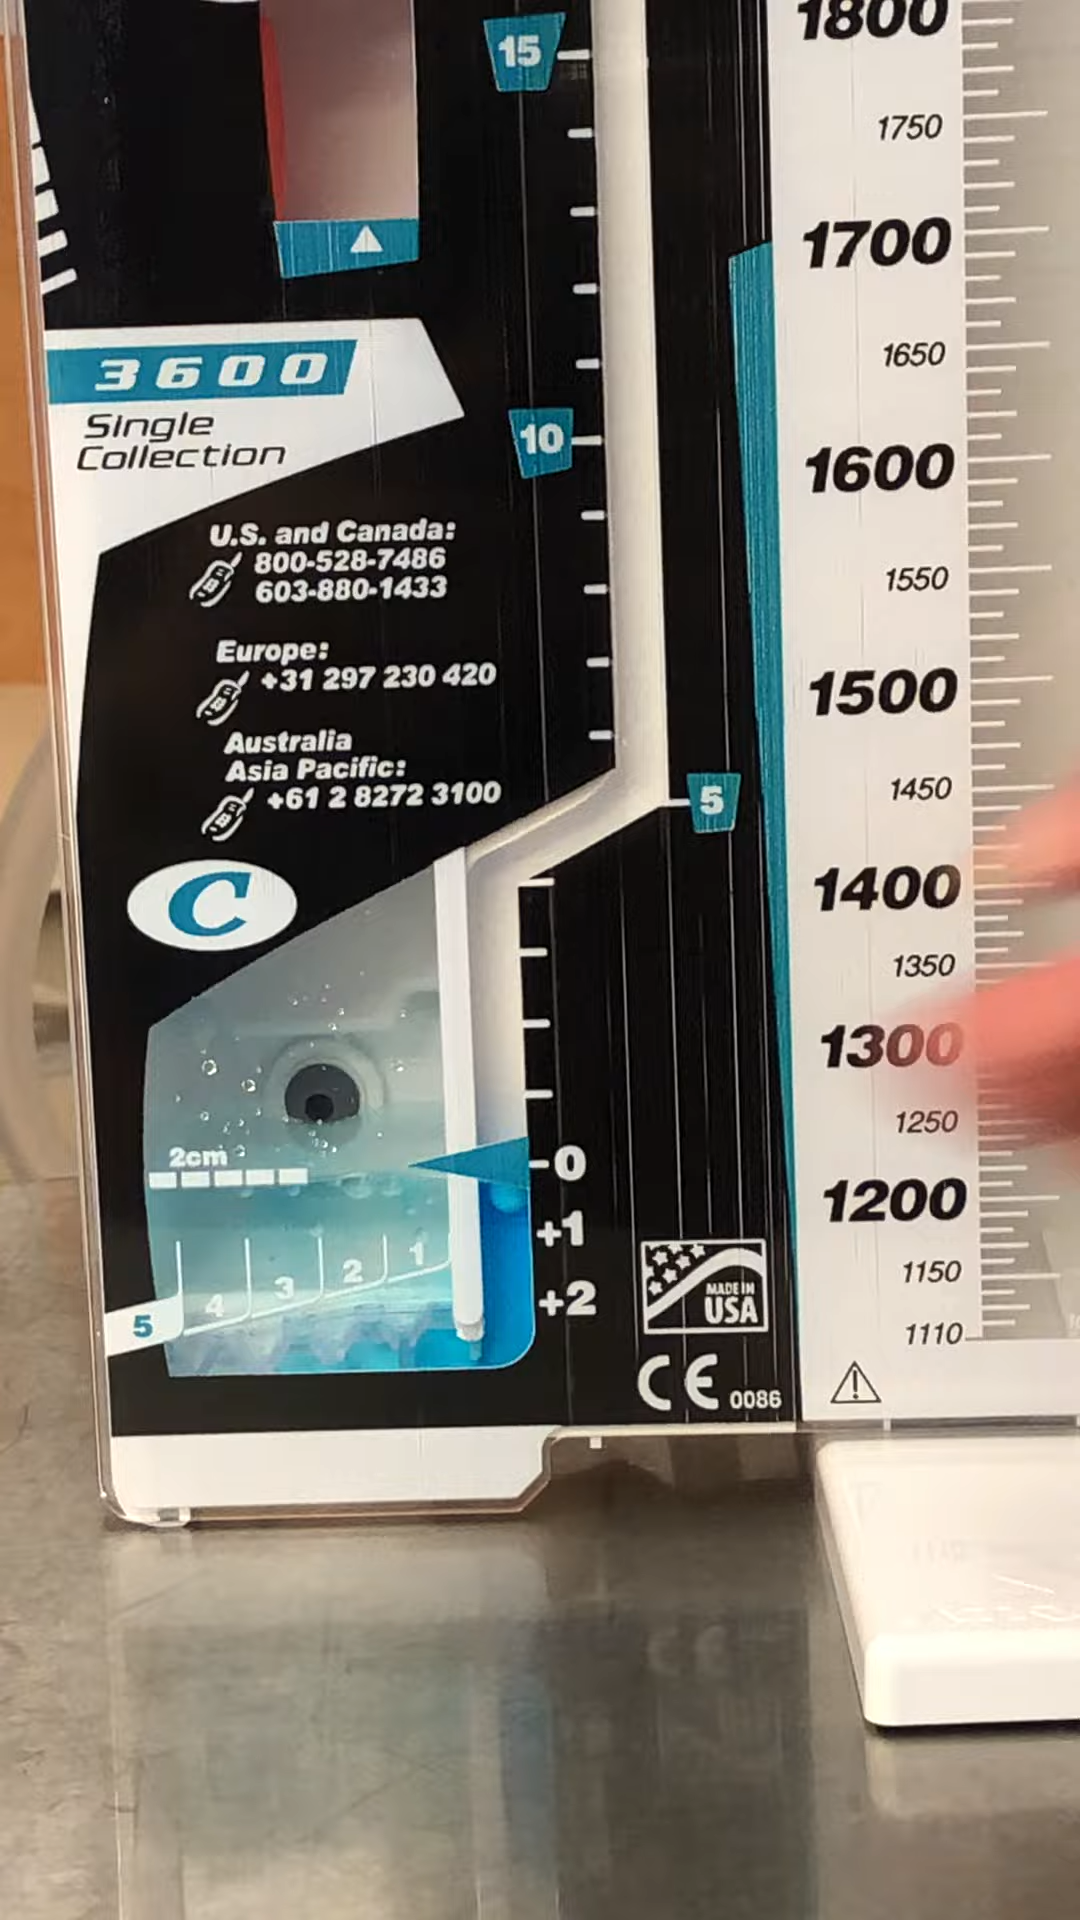 3600
Single
Collection
U.S. and Canada:
800-528-7486
603-880-1433
Europe:
+31 297 230 420
Australia
Asia Pacific:
+61 2 8272 3100
C
2cm
5
4
3
2
1
15
10
5
0
+1
+2
MADE IN
USA
CE 0086
1800
1750
1700
1650
1600
1550
1500
1450
1400
1350
1300
1250
1200
1150
1110